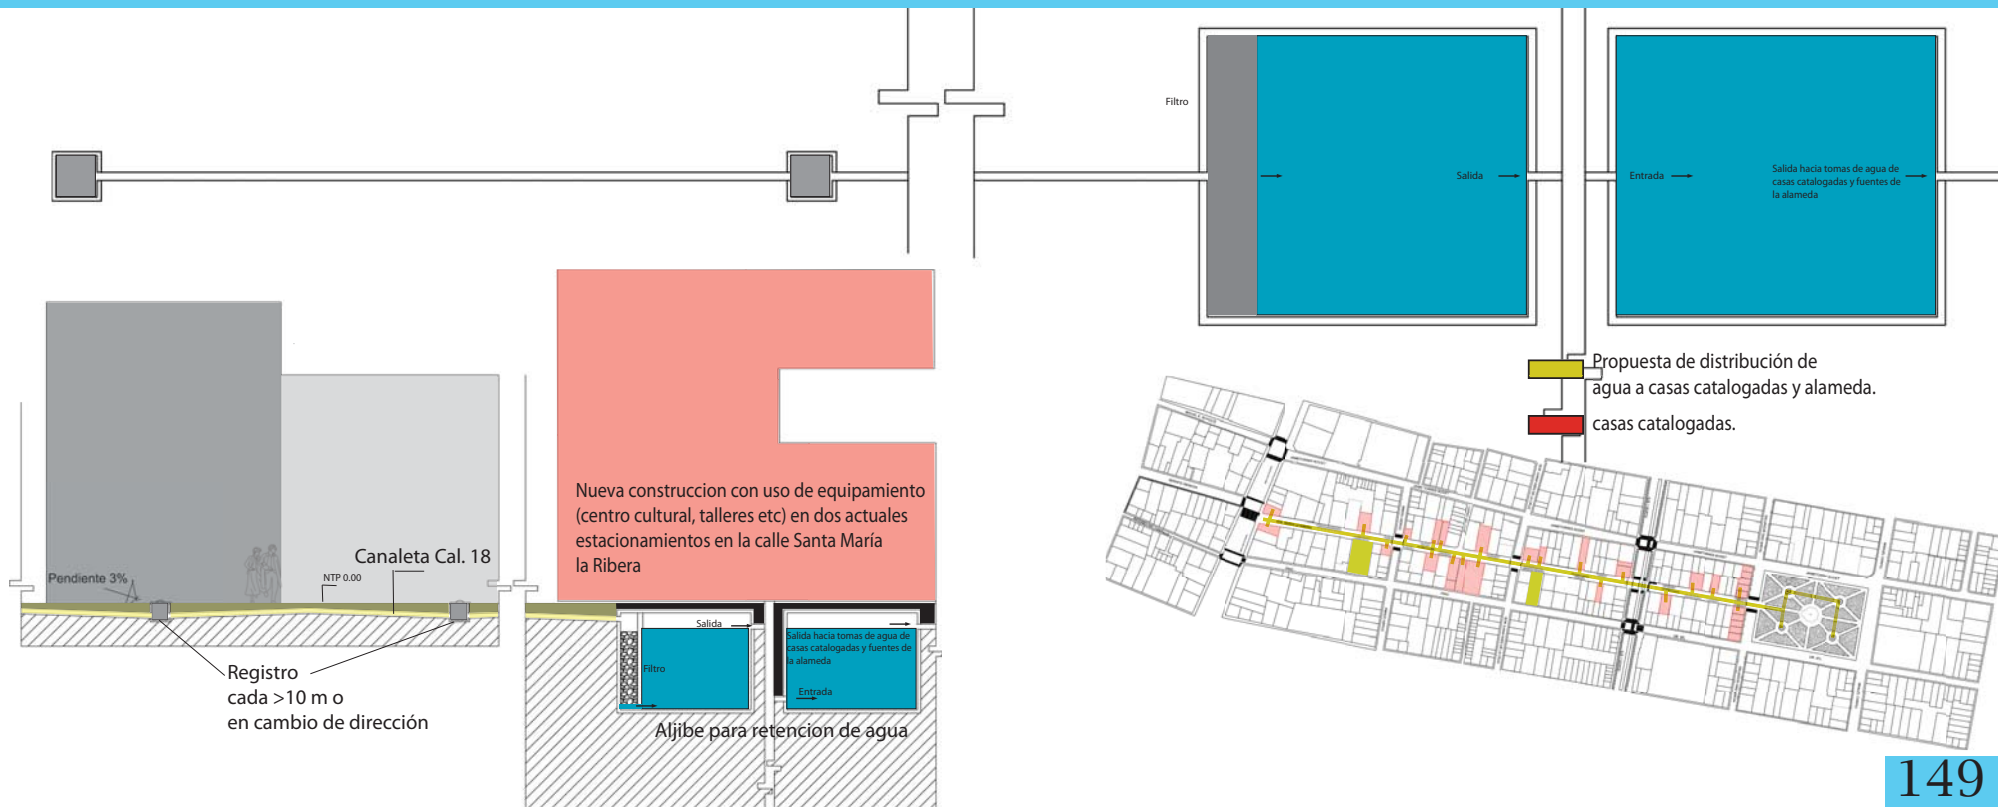 Filtro
Salida
Entrada
Salida hacia tomas de agua de
casas catalogadas y fuentes de
la alameda
Propuesta de distribución de
agua a casas catalogadas y alameda.
casas catalogadas.
Nueva construccion con uso de equipamiento
(centro cultural, talleres etc) en dos actuales
estacionamientos en la calle Santa María
la Ribera
Canaleta Cal. 18
Pendiente 3%
NTP 0.00
Registro
cada >10 m o
en cambio de dirección
Salida
Filtro
Salida hacia tomas de agua de
casas catalogadas y fuentes de
la alameda
Entrada
Aljibe para retencion de agua
149